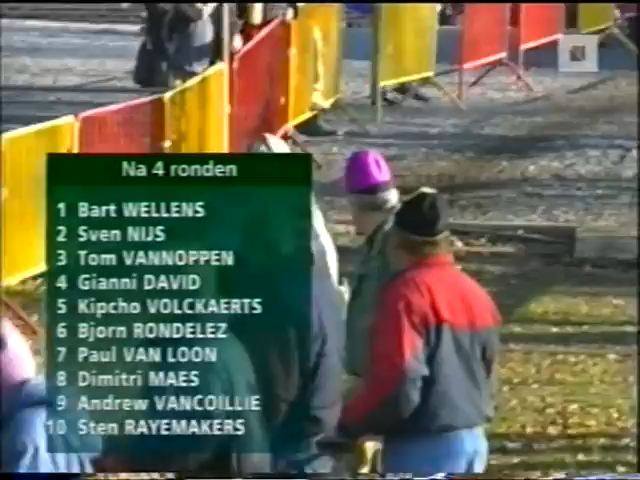 Na 4 ronden
1 Bart WELLENS
2 Sven NIJS
3 Tom VANNOPPEN
4 Gianni DAVID
5 Kipcho VOLCKAERTS
6 Bjorn RONDELEZ
7 Paul VAN LOON
8 Dimitri MAES
9 Andrew VANCOILLIE
10 Sten RAYEMAKERS